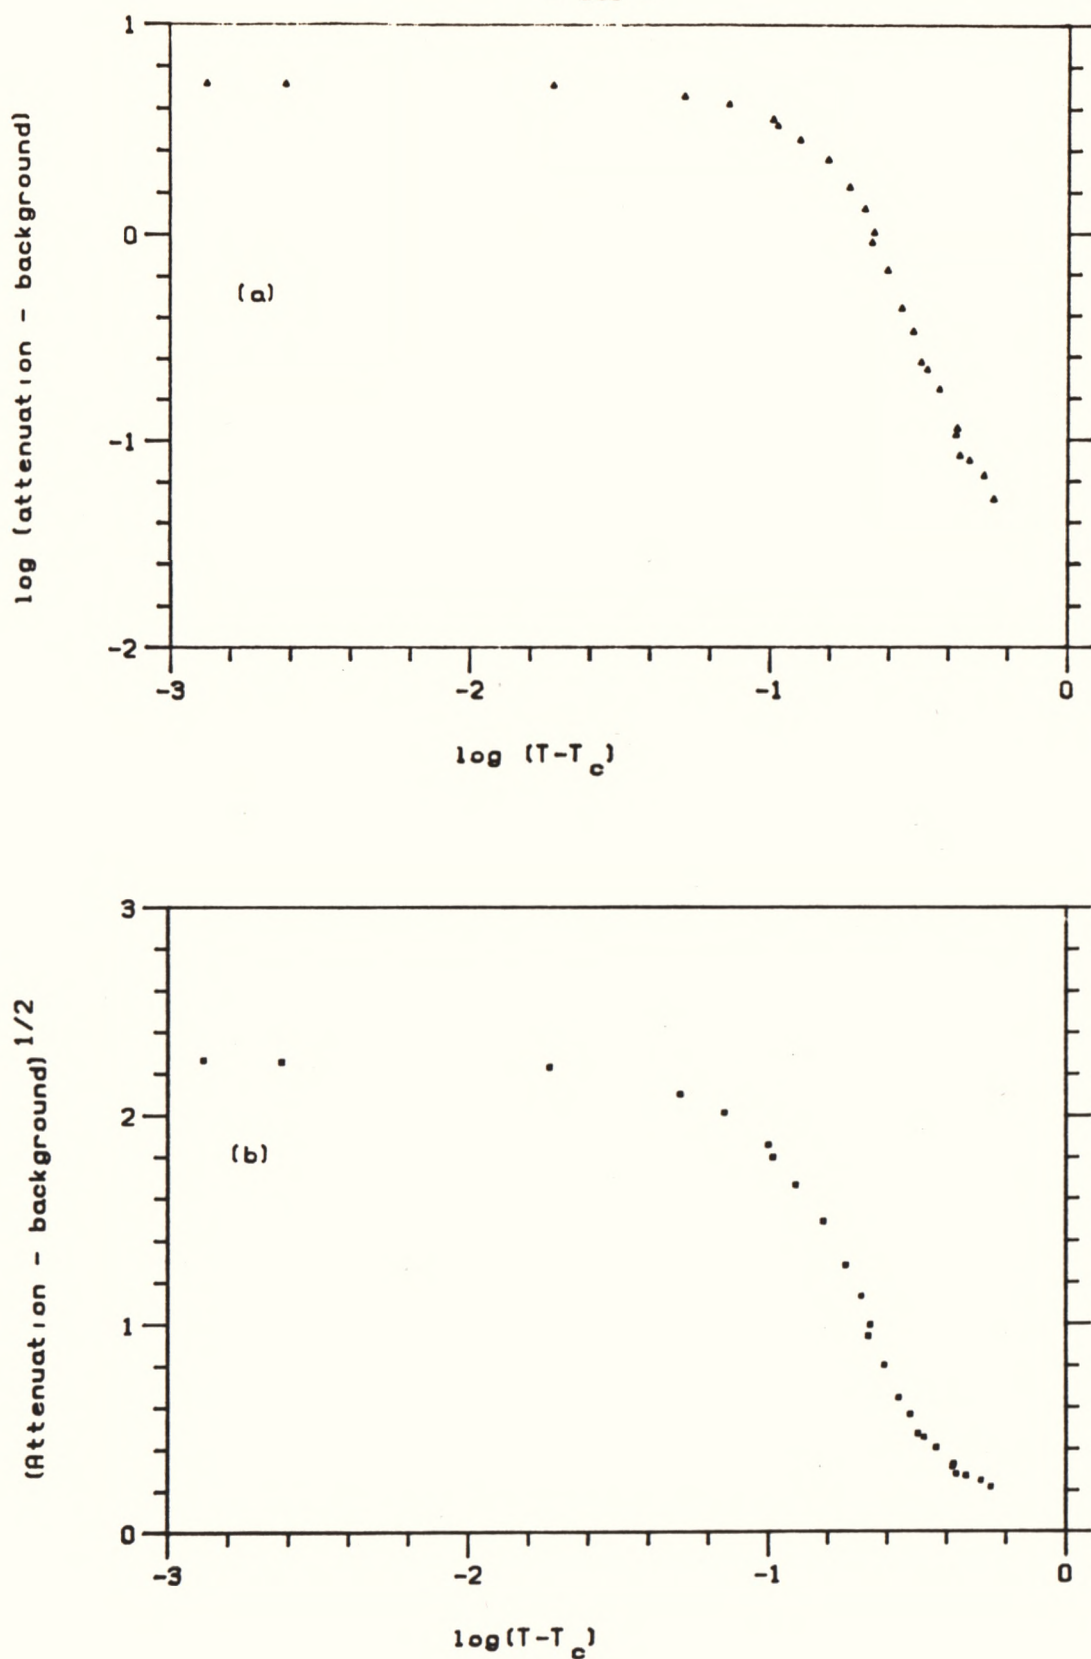 1
0
-1
-2
log (attenuation - background)
(a)
-3 -2 -1 0
log (T-Tc)
3
2
1
0
(Attenuation - background)1/2
(b)
-3 -2 -1 0
log(T-Tc)